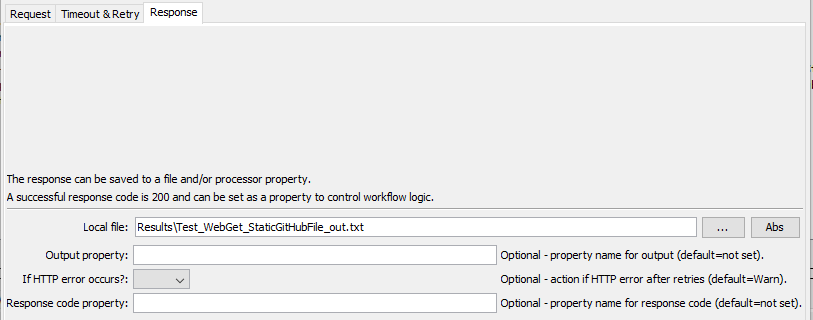 Request Timeout & Retry Response
The response can be saved to a file and/or processor property.
A successful response code is 200 and can be set as a property to control workflow logic.
Local file: Results\Test_WebGet_StaticGitHubFile_out.txt ... Abs
Output property: Optional - property name for output (default=not set).
If HTTP error occurs?: Optional - action if HTTP error after retries (default=Warn).
Response code property: Optional - property name for response code (default=not set).